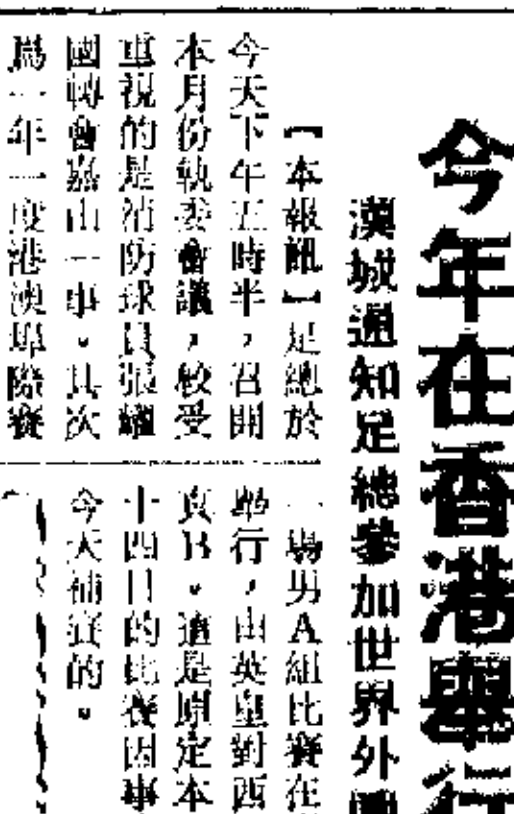 今年在香港舉行
漢城通知足總參加世界外圍
【本報訊】足總於
今天下午五時半，召開
本月份執委會議，較受
重視的是消防球員張耀
國轉會嘉山一事。其次
爲一年一度港澳埠際賽
一場男A組比賽在
舉行，由英皇對西
真B。這是原定本
十四日的比賽因事
今天補賽的。